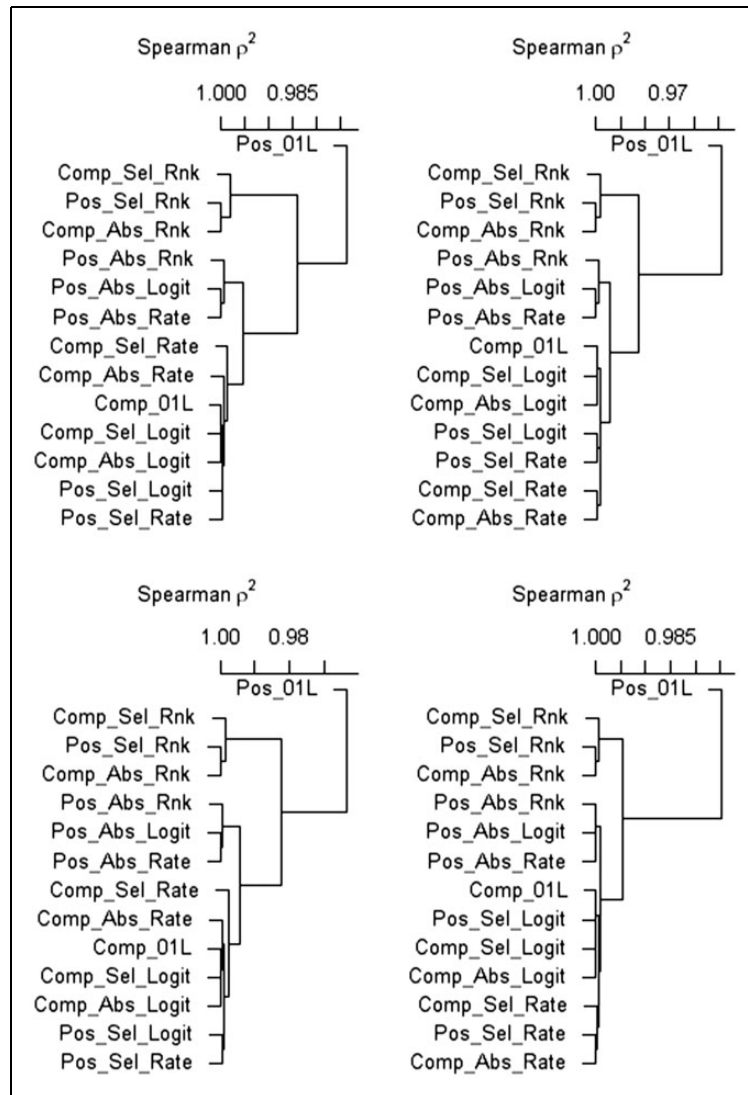 Spearman ρ²
1.000 0.985
Pos_01L
Comp_Sel_Rnk
Pos_Sel_Rnk
Comp_Abs_Rnk
Pos_Abs_Rnk
Pos_Abs_Logit
Pos_Abs_Rate
Comp_Sel_Rate
Comp_Abs_Rate
Comp_01L
Comp_Sel_Logit
Comp_Abs_Logit
Pos_Sel_Logit
Pos_Sel_Rate
Spearman ρ²
1.00 0.97
Pos_01L
Comp_Sel_Rnk
Pos_Sel_Rnk
Comp_Abs_Rnk
Pos_Abs_Rnk
Pos_Abs_Logit
Pos_Abs_Rate
Comp_01L
Comp_Sel_Logit
Comp_Abs_Logit
Pos_Sel_Logit
Pos_Sel_Rate
Comp_Sel_Rate
Comp_Abs_Rate
Spearman ρ²
1.00 0.98
Pos_01L
Comp_Sel_Rnk
Pos_Sel_Rnk
Comp_Abs_Rnk
Pos_Abs_Rnk
Pos_Abs_Logit
Pos_Abs_Rate
Comp_Sel_Rate
Comp_Abs_Rate
Comp_01L
Comp_Sel_Logit
Comp_Abs_Logit
Pos_Sel_Logit
Pos_Sel_Rate
Spearman ρ²
1.000 0.985
Pos_01L
Comp_Sel_Rnk
Pos_Sel_Rnk
Comp_Abs_Rnk
Pos_Abs_Rnk
Pos_Abs_Logit
Pos_Abs_Rate
Comp_01L
Pos_Sel_Logit
Comp_Sel_Logit
Comp_Abs_Logit
Comp_Sel_Rate
Pos_Sel_Rate
Comp_Abs_Rate